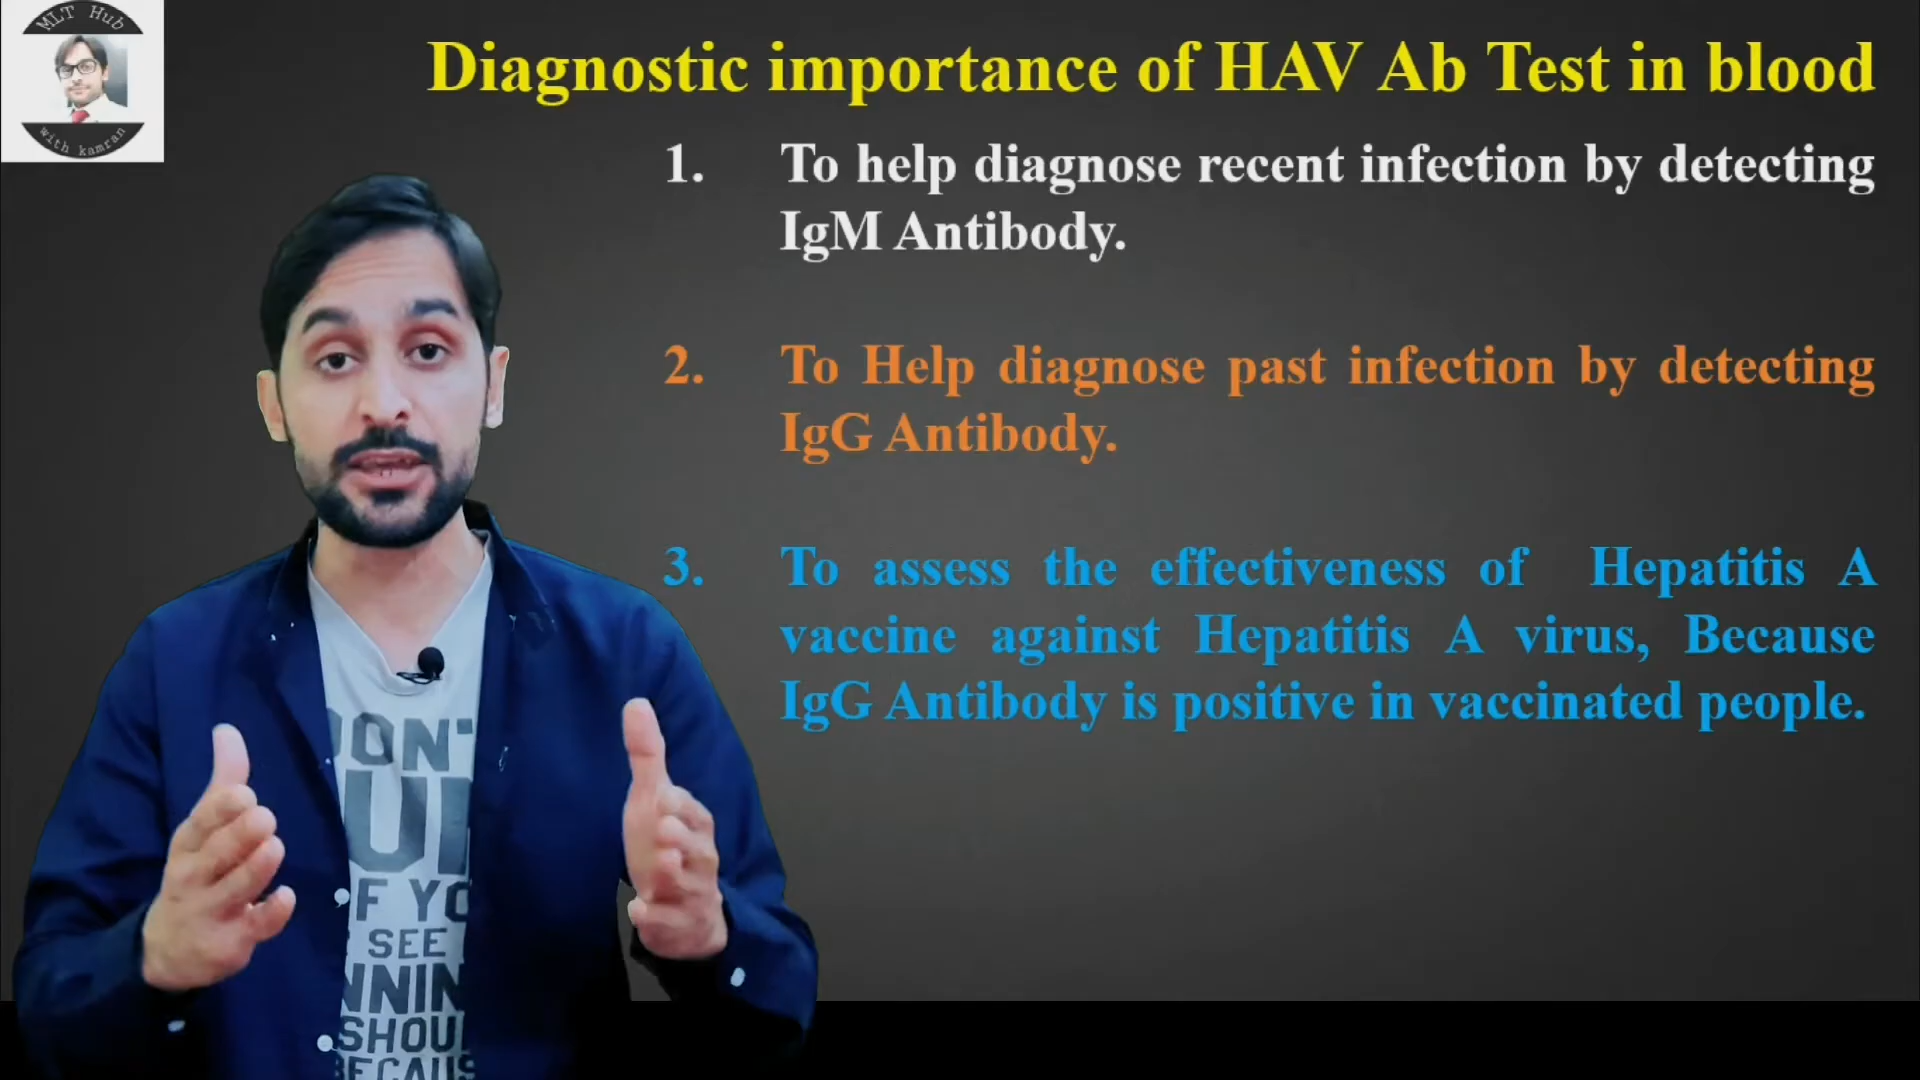 MLT Hub
with kamran
Diagnostic importance of HAV Ab Test in blood
1. To help diagnose recent infection by detecting
IgM Antibody.
2. To Help diagnose past infection by detecting
IgG Antibody.
3. To assess the effectiveness of Hepatitis A
vaccine against Hepatitis A virus, Because
IgG Antibody is positive in vaccinated people.
SEE